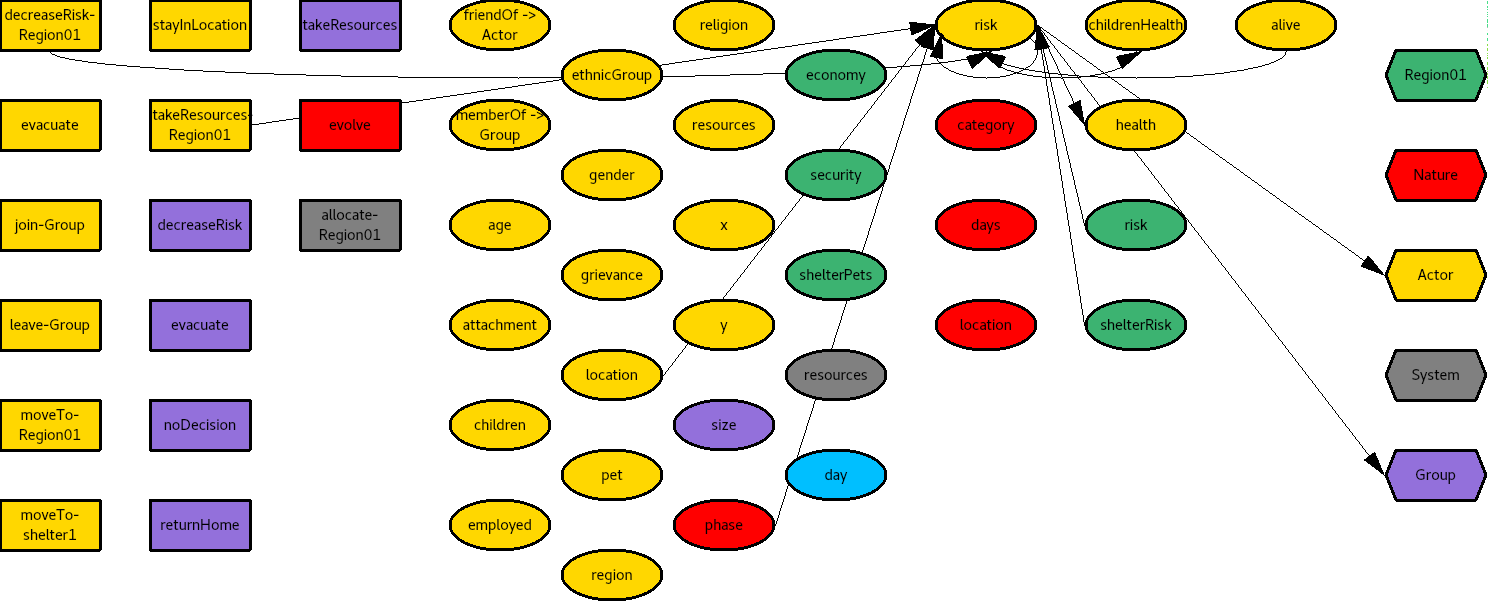 decreaseRisk-
Region01
stayInLocation
takeResources
friendOf ->
Actor
religion
risk
childrenHealth
alive
ethnicGroup
economy
Region01
evacuate
takeResources-
Region01
evolve
memberOf ->
Group
resources
category
health
gender
security
Nature
join-Group
decreaseRisk
allocate-
Region01
age
x
days
risk
grievance
shelterPets
Actor
leave-Group
evacuate
attachment
y
location
shelterRisk
location
resources
System
moveTo-
Region01
noDecision
children
size
pet
day
Group
moveTo-
shelter1
returnHome
employed
phase
region